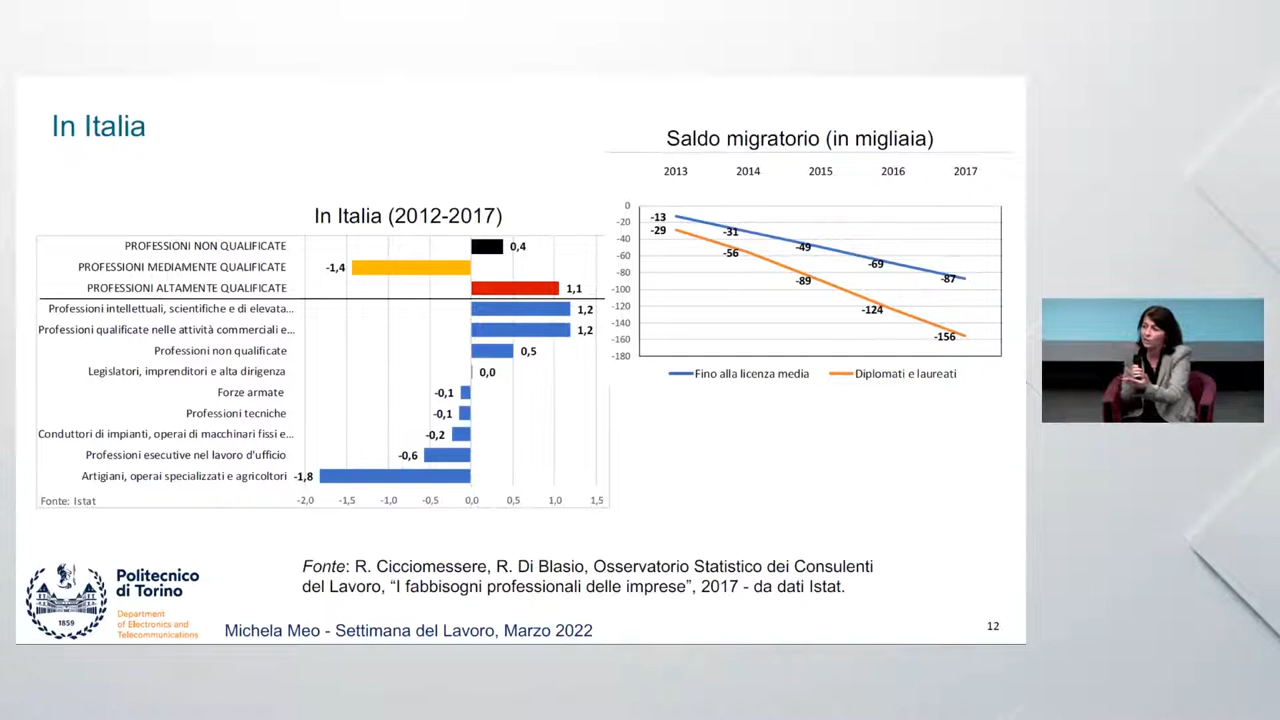 In Italia
Saldo migratorio (in migliaia)
2013 2014 2015 2016 2017
In Italia (2012-2017)
PROFESSIONI NON QUALIFICATE 0,4
PROFESSIONI MEDIAMENTE QUALIFICATE -1,4
PROFESSIONI ALTAMENTE QUALIFICATE 1,1
Professioni intellettuali, scientifiche e di elevata... 1,2
Professioni qualificate nelle attività commerciali e... 1,2
Professioni non qualificate 0,5
Legislatori, imprenditori e alta dirigenza 0,0
Forze armate -0,1
Professioni tecniche -0,1
Conduttori di impianti, operai di macchinari fissi e... -0,2
Professioni esecutive nel lavoro d'ufficio -0,6
Artigiani, operai specializzati e agricoltori -1,8
Fonte: Istat -2,0 -1,5 -1,0 -0,5 0,0 0,5 1,0 1,5
0
-20
-40
-60
-80
-100
-120
-140
-160
-180
-13 -31 -49 -69 -87
-29 -56 -89 -124 -156
Fino alla licenza media Diplomati e laureati
Fonte: R. Cicciomessere, R. Di Blasio, Osservatorio Statistico dei Consulenti
del Lavoro, “I fabbisogni professionali delle imprese”, 2017 - da dati Istat.
1859
Politecnico
di Torino
Department
of Electronics and
Telecommunications
Michela Meo - Settimana del Lavoro, Marzo 2022
12